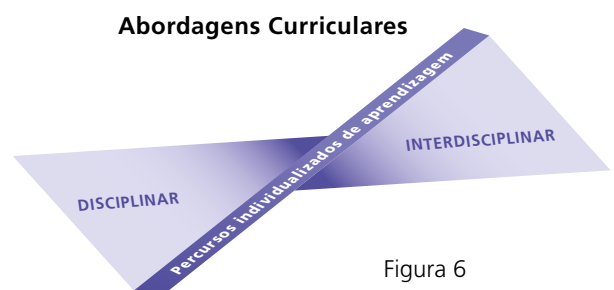 Abordagens Curriculares
Percursos individualizados de aprendizagem
INTERDISCIPLINAR
DISCIPLINAR
Figura 6